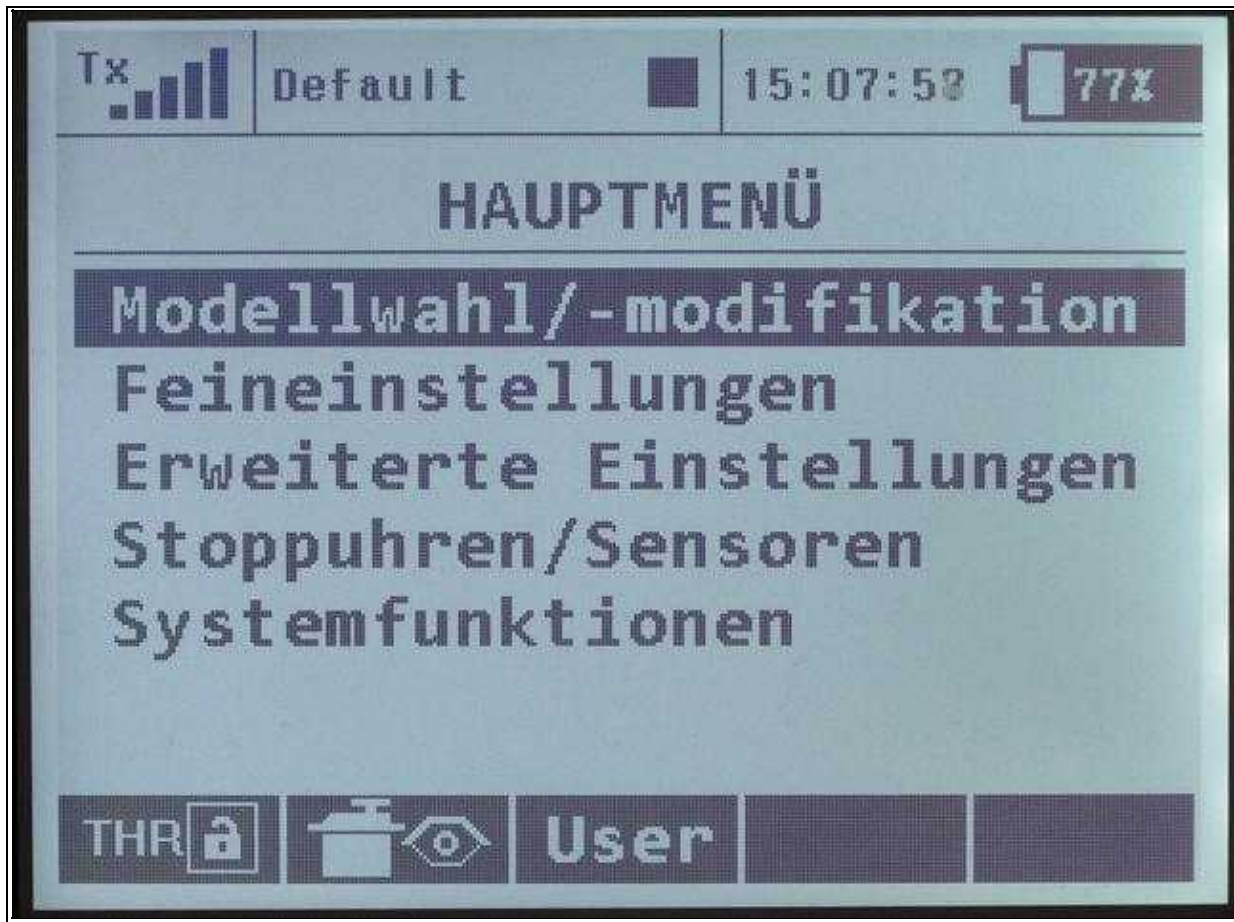 Tx Default 77%
HAUPTMENÜ
Modellwahl/-modifikation
Feineinstellungen
Erweiterte Einstellungen
Stoppuhren/Sensoren
Systemfunktionen
THR User